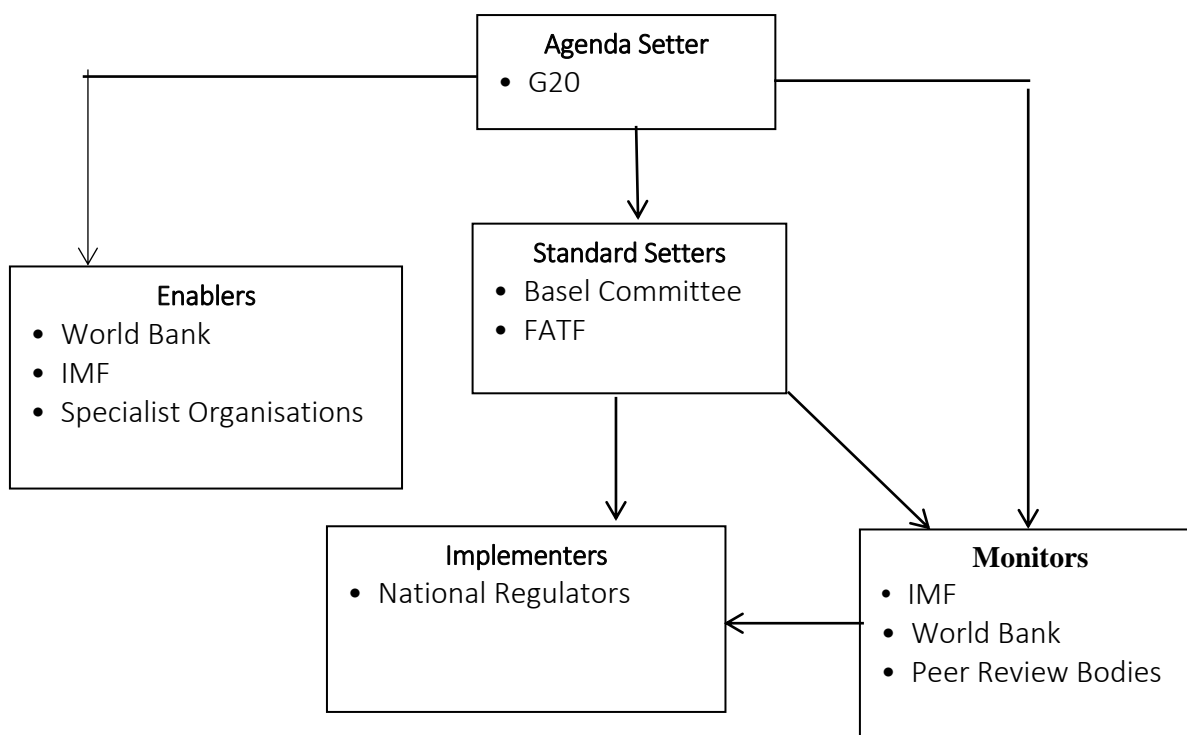 Agenda Setter
• G20
Standard Setters
• Basel Committee
• FATF
Enablers
• World Bank
• IMF
• Specialist Organisations
Implementers
• National Regulators
Monitors
• IMF
• World Bank
• Peer Review Bodies